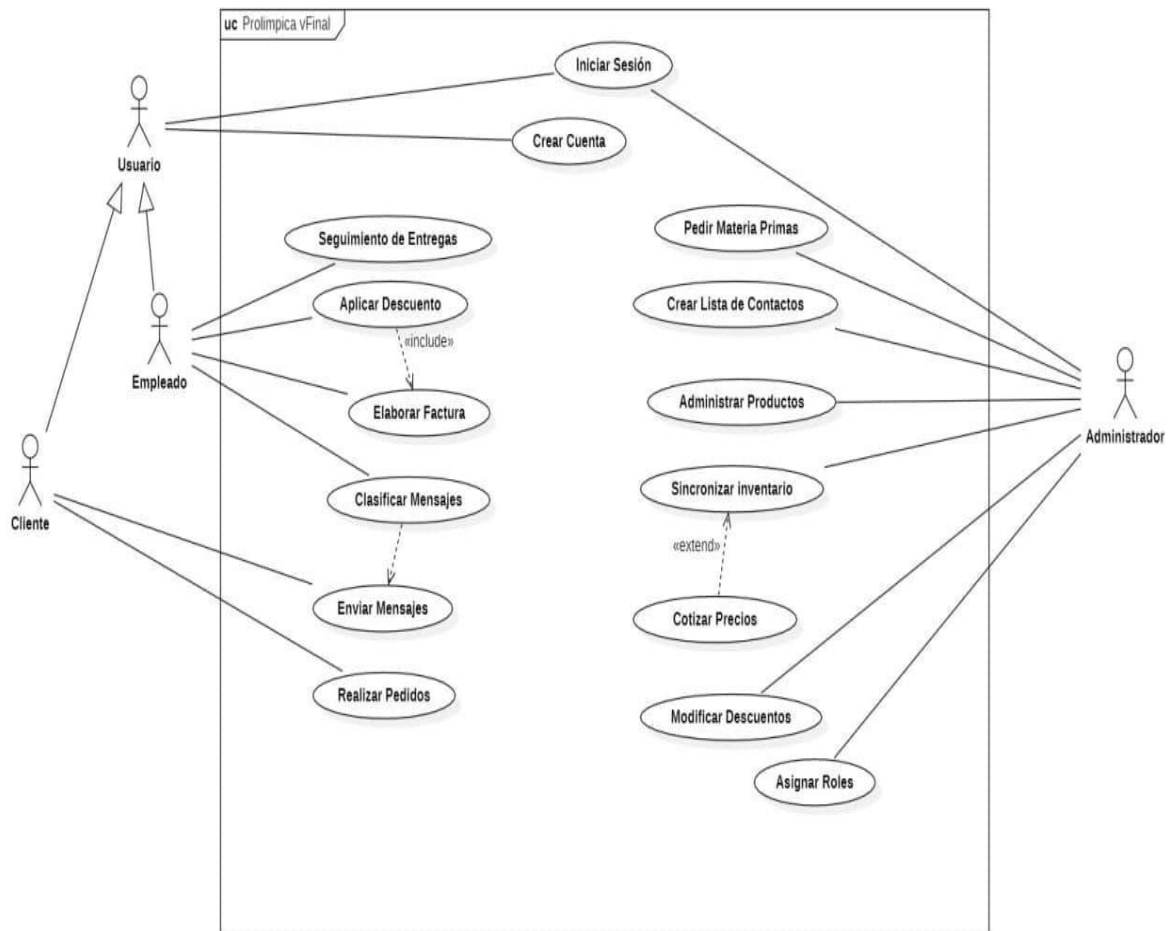 uc Prolimpica vFinal
Iniciar Sesión
Crear Cuenta
Usuario
Seguimiento de Entregas
Pedir Materia Primas
Aplicar Descuento
Crear Lista de Contactos
«include»
Empleado
Elaborar Factura
Administrar Productos
Administrador
Clasificar Mensajes
Sincronizar inventario
Cliente
«extend»
Enviar Mensajes
Cotizar Precios
Realizar Pedidos
Modificar Descuentos
Asignar Roles